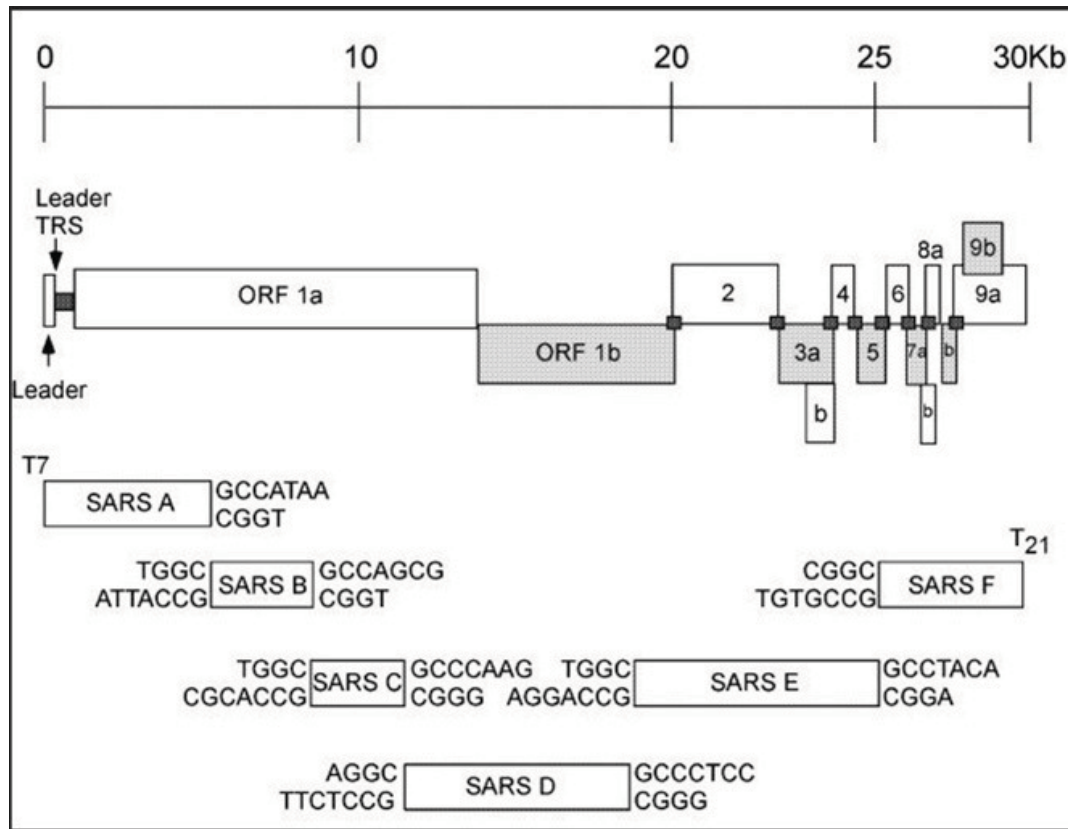 0 10 20 25 30Kb
Leader
TRS
Leader
ORF 1a
ORF 1b
2
3a
b
4
5
6
7a
b
8a
b
9b
9a
T7
SARS A GCCATAA
CGGT
TGGC SARS B GCCAGCG
ATTACCG CGGT
T21
CGGC SARS F
TGTGCCG
TGGC SARS C GCCCAAG
CGCACCG CGGG
TGGC SARS E GCCTACA
AGGACCG CGGA
AGGC SARS D GCCCTCC
TTCTCCG CGGG